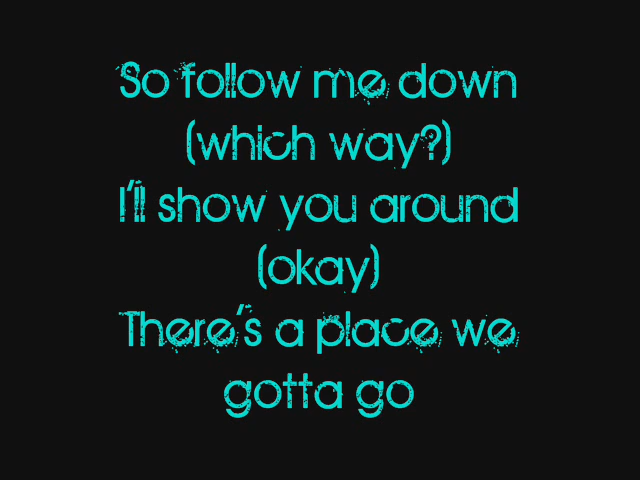 So follow me down
(which way?)
I'll show you around
(okay)
There's a place we
gotta go